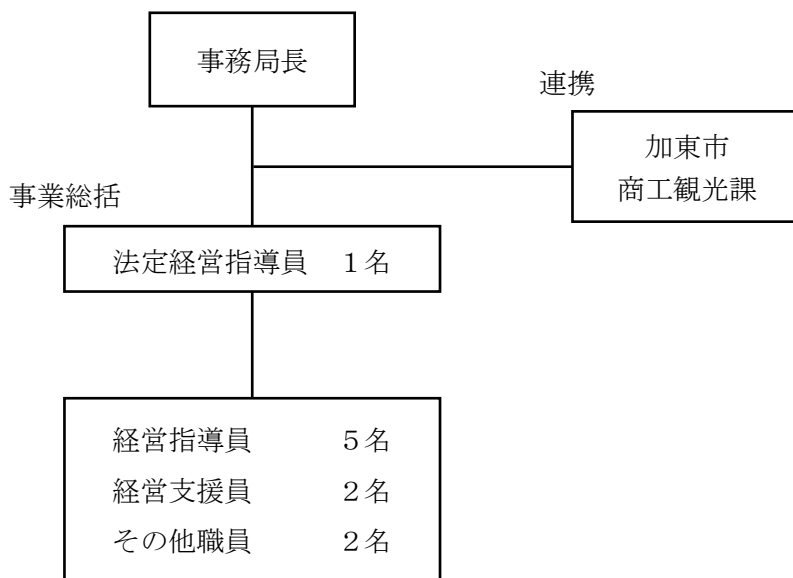 事務局長
連携
加東市
商工観光課
事業総括
法定経営指導員　１名
経営指導員　５名
経営支援員　２名
その他職員　２名